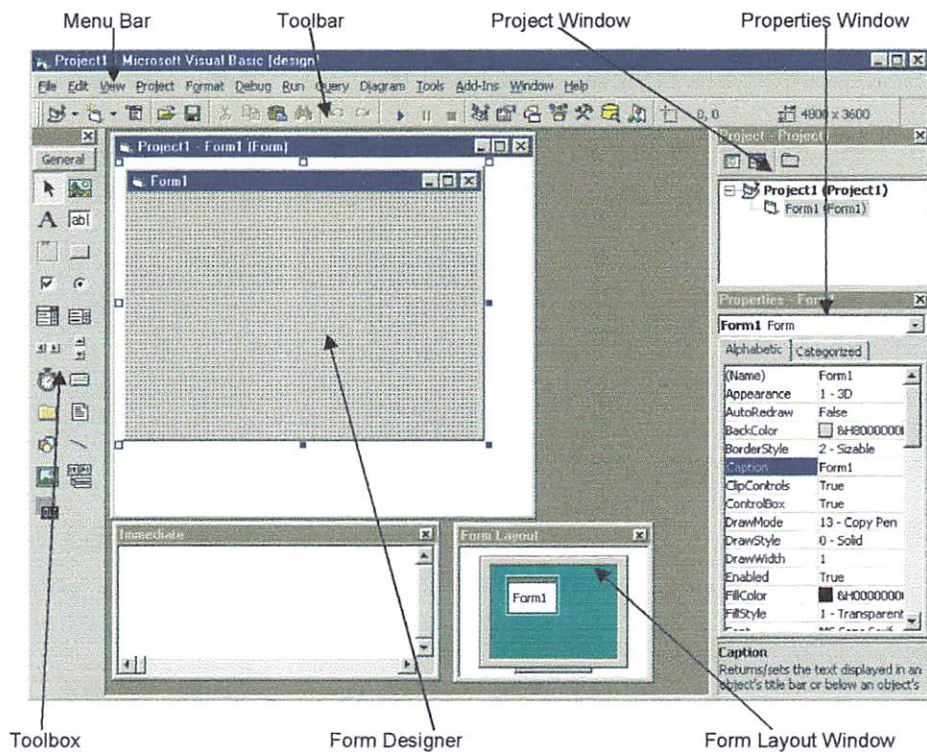 Menu Bar Toolbar Project Window Properties Window
Project1 - Microsoft Visual Basic [design]
File Edit View Project Format Debug Run Query Diagram Tools Add-Ins Window Help
0, 0 4800 x 3600
General
Project1 - Form1 (Form)
Form1
A ab
Project - Project
Project1 (Project1)
Form1 (Form1)
Properties - Form
Form1 Form
Alphabetic Categorized
(Name) Form1
Appearance 1 - 3D
AutoRedraw False
BackColor &H8000000
BorderStyle 2 - Sizable
Caption Form1
ClipControls True
ControlBox True
DrawMode 13 - Copy Pen
DrawStyle 0 - Solid
DrawWidth 1
Enabled True
FillColor &H0000000
FillStyle 1 - Transparent
Caption
Returns/sets the text displayed in an
object's title bar or below an object's
Immediate
Form Layout
Form1
Toolbox Form Designer Form Layout Window